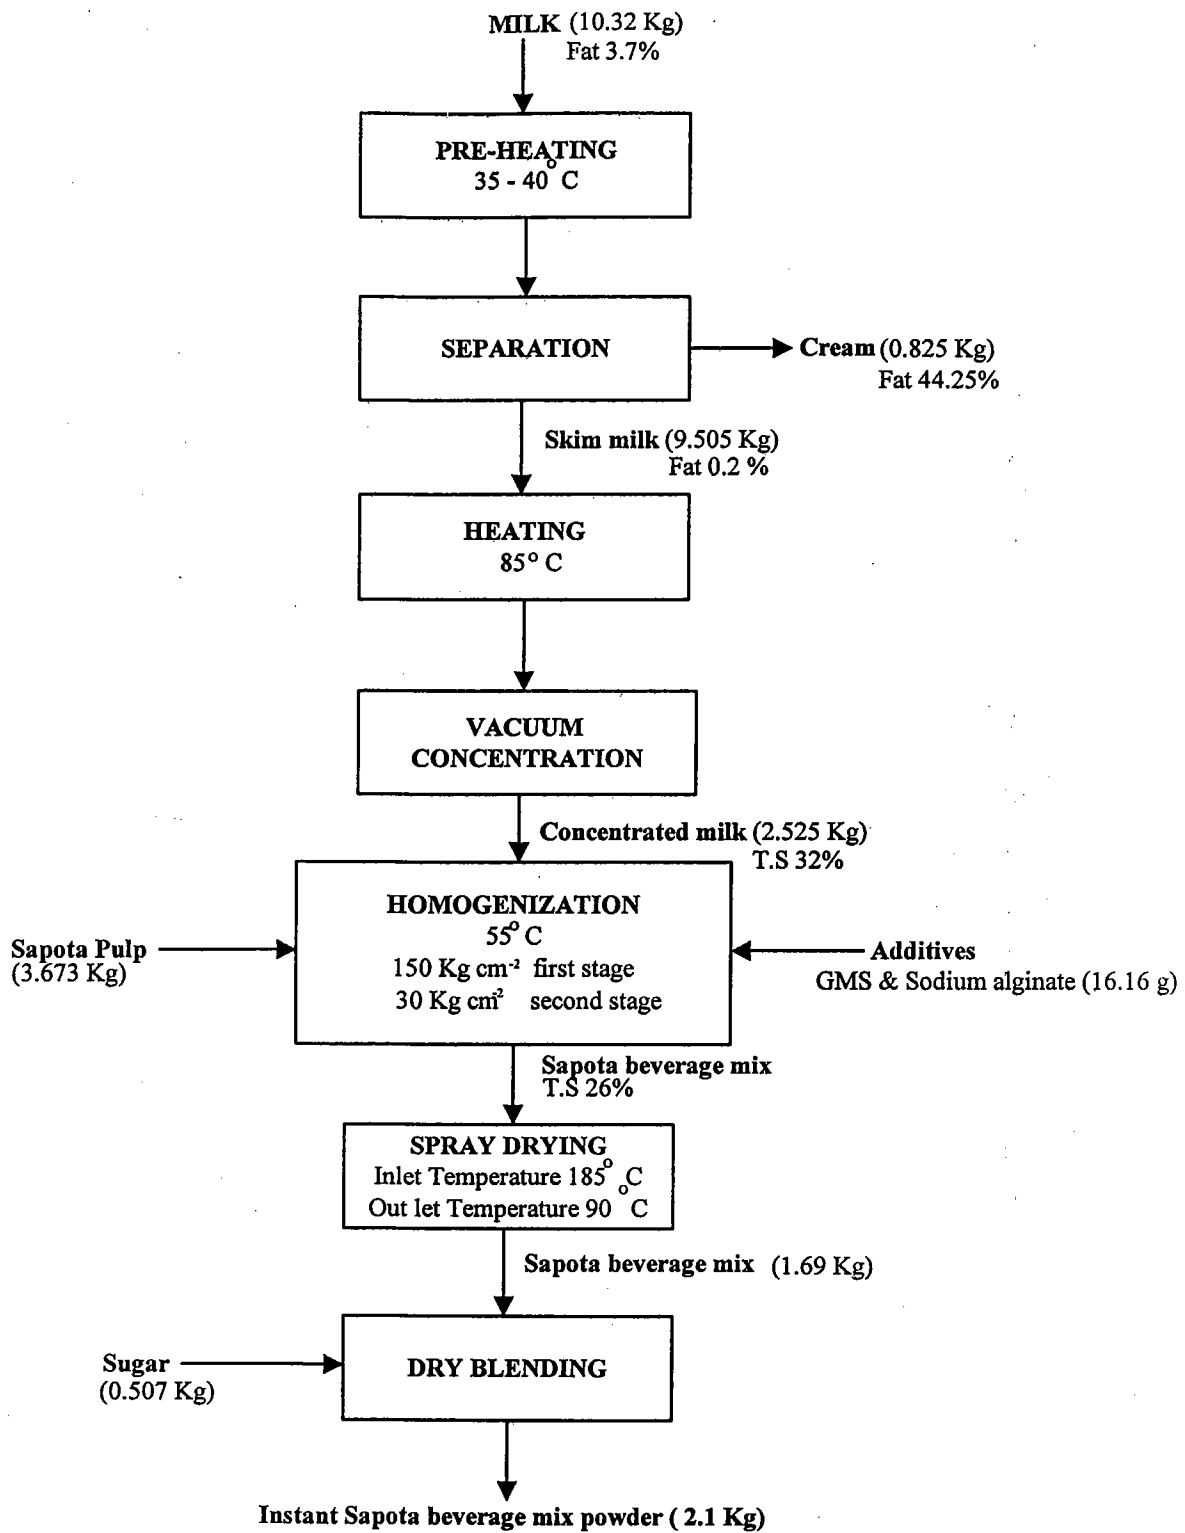 MILK (10.32 Kg)
Fat 3.7%
PRE-HEATING
35 - 40° C
SEPARATION
Cream (0.825 Kg)
Fat 44.25%
Skim milk (9.505 Kg)
Fat 0.2 %
HEATING
85° C
VACUUM
CONCENTRATION
Concentrated milk (2.525 Kg)
T.S 32%
HOMOGENIZATION
55° C
150 Kg cm⁻² first stage
30 Kg cm⁻² second stage
Sapota Pulp
(3.673 Kg)
Additives
GMS & Sodium alginate (16.16 g)
Sapota beverage mix
T.S 26%
SPRAY DRYING
Inlet Temperature 185° C
Out let Temperature 90 °C
Sapota beverage mix (1.69 Kg)
Sugar
(0.507 Kg)
DRY BLENDING
Instant Sapota beverage mix powder ( 2.1 Kg)